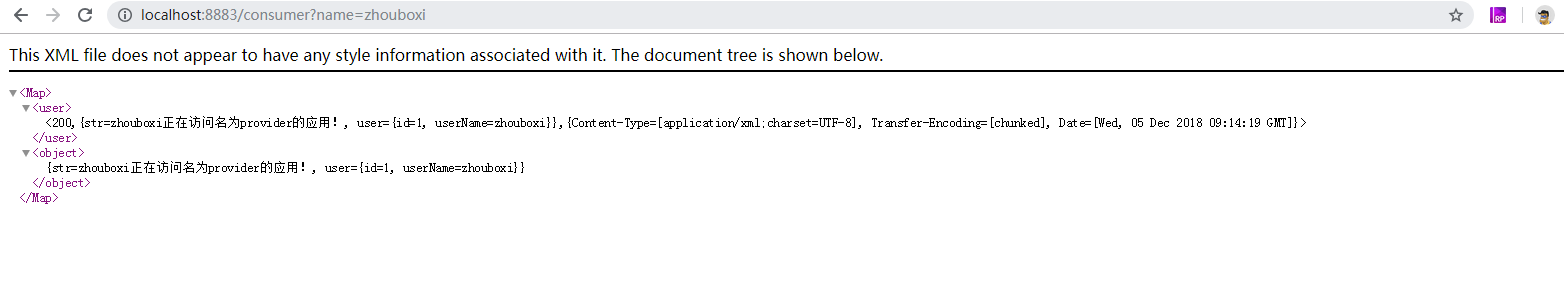 localhost:8883/consumer?name=zhouboxi
RP
This XML file does not appear to have any style information associated with it. The document tree is shown below.
▼<Map>
▼<user>
<200,{str=zhouboxi正在访问名为provider的应用！, user={id=1, userName=zhouboxi}},{Content-Type=[application/xml;charset=UTF-8], Transfer-Encoding=[chunked], Date=[Wed, 05 Dec 2018 09:14:19 GMT]}>
</user>
▼<object>
{str=zhouboxi正在访问名为provider的应用！, user={id=1, userName=zhouboxi}}
</object>
</Map>